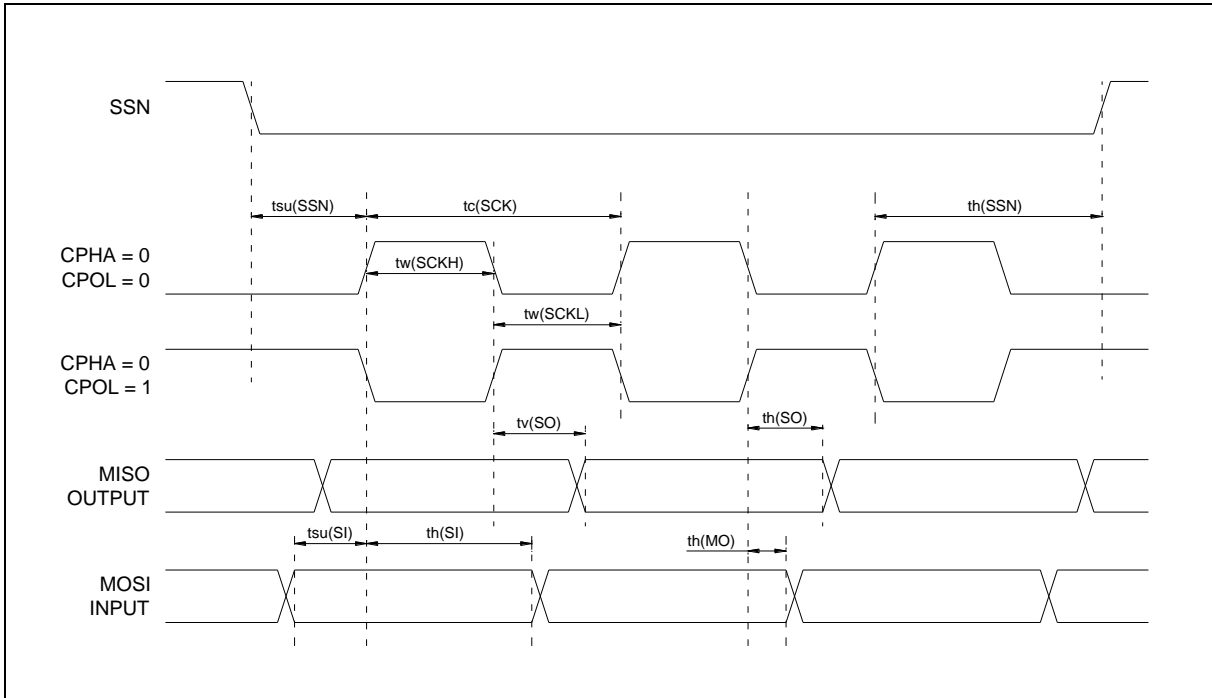 SSN
tsu(SSN)
tc(SCK)
th(SSN)
CPHA = 0
CPOL = 0
tw(SCKH)
tw(SCKL)
CPHA = 0
CPOL = 1
tv(SO)
th(SO)
MISO
OUTPUT
tsu(SI)
th(SI)
th(MO)
MOSI
INPUT